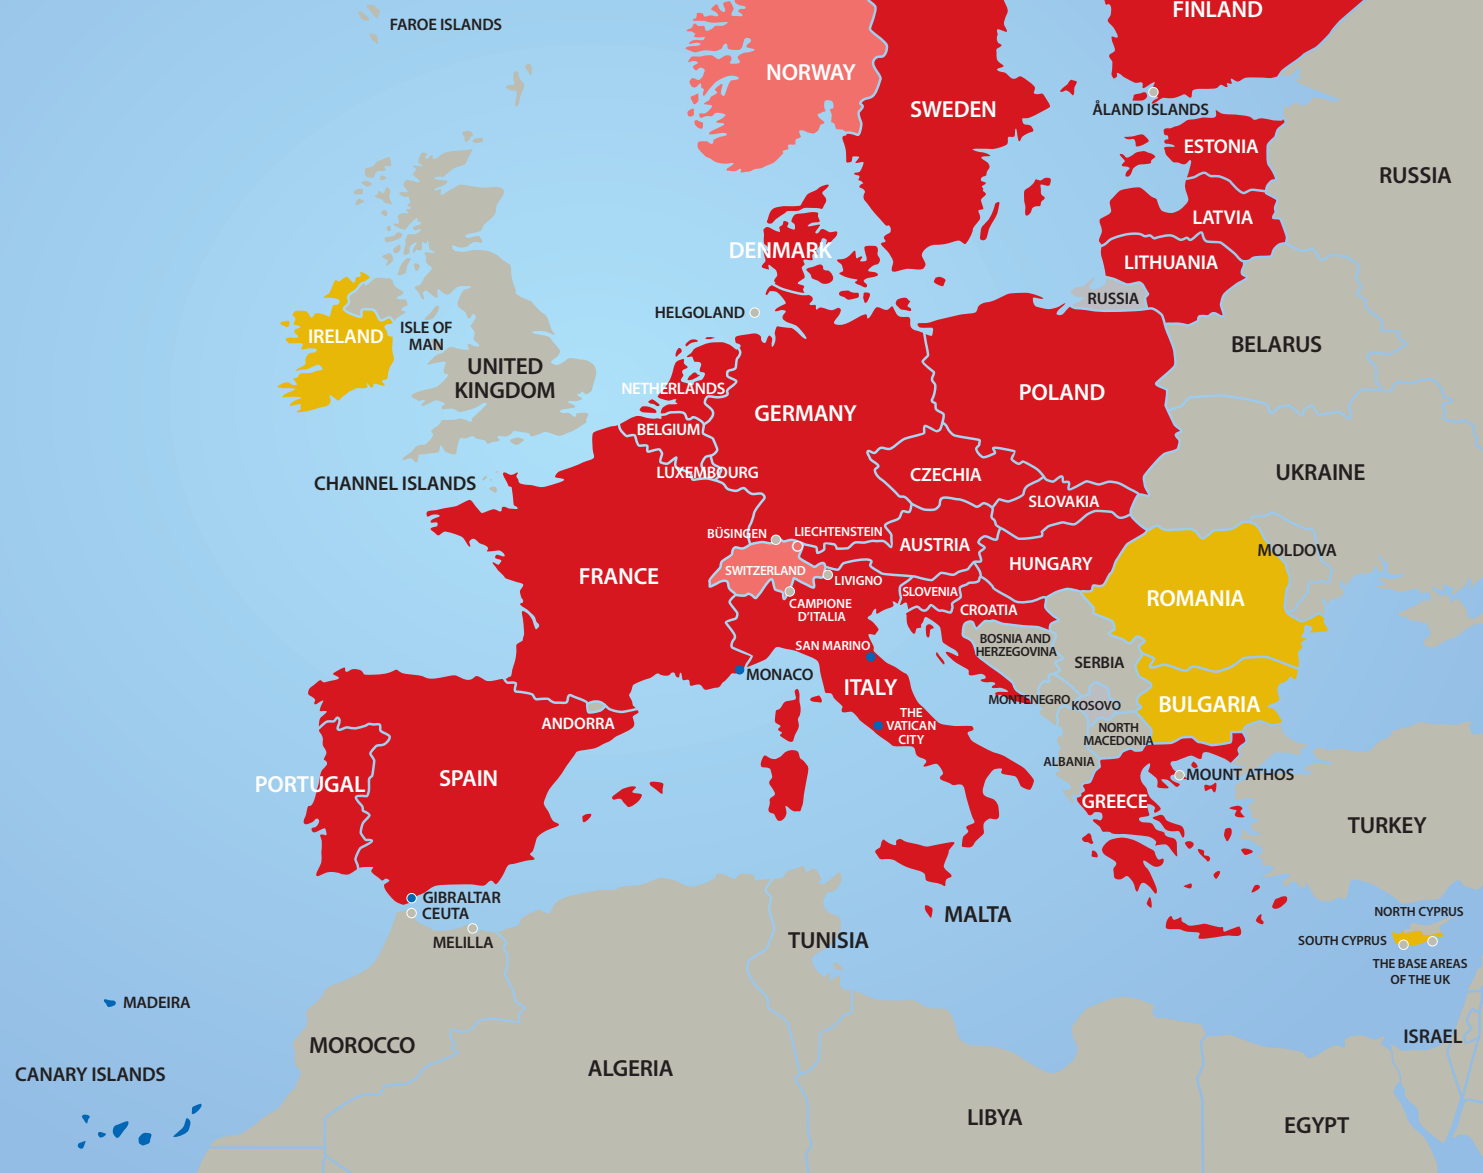 FINLAND
FAROE ISLANDS
NORWAY
SWEDEN
ÅLAND ISLANDS
ESTONIA
RUSSIA
LATVIA
DENMARK
LITHUANIA
RUSSIA
HELGOLAND
IRELAND
ISLE OF
MAN
BELARUS
UNITED
KINGDOM
NETHERLANDS
POLAND
GERMANY
BELGIUM
LUXEMBOURG
CZECHIA
UKRAINE
CHANNEL ISLANDS
SLOVAKIA
BÜSINGEN
LIECHTENSTEIN
AUSTRIA
MOLDOVA
HUNGARY
SWITZERLAND
FRANCE
LIVIGNO
SLOVENIA
ROMANIA
CAMPIONE
D'ITALIA
CROATIA
BOSNIA AND
HERZEGOVINA
SAN MARINO
SERBIA
MONACO
ITALY
MONTENEGRO
KOSOVO
BULGARIA
THE
VATICAN
CITY
ANDORRA
NORTH
MACEDONIA
ALBANIA
MOUNT ATHOS
SPAIN
PORTUGAL
GREECE
TURKEY
GIBRALTAR
CEUTA
MELILLA
MALTA
NORTH CYPRUS
SOUTH CYPRUS
THE BASE AREAS
OF THE UK
TUNISIA
MADEIRA
ISRAEL
MOROCCO
ALGERIA
CANARY ISLANDS
LIBYA
EGYPT